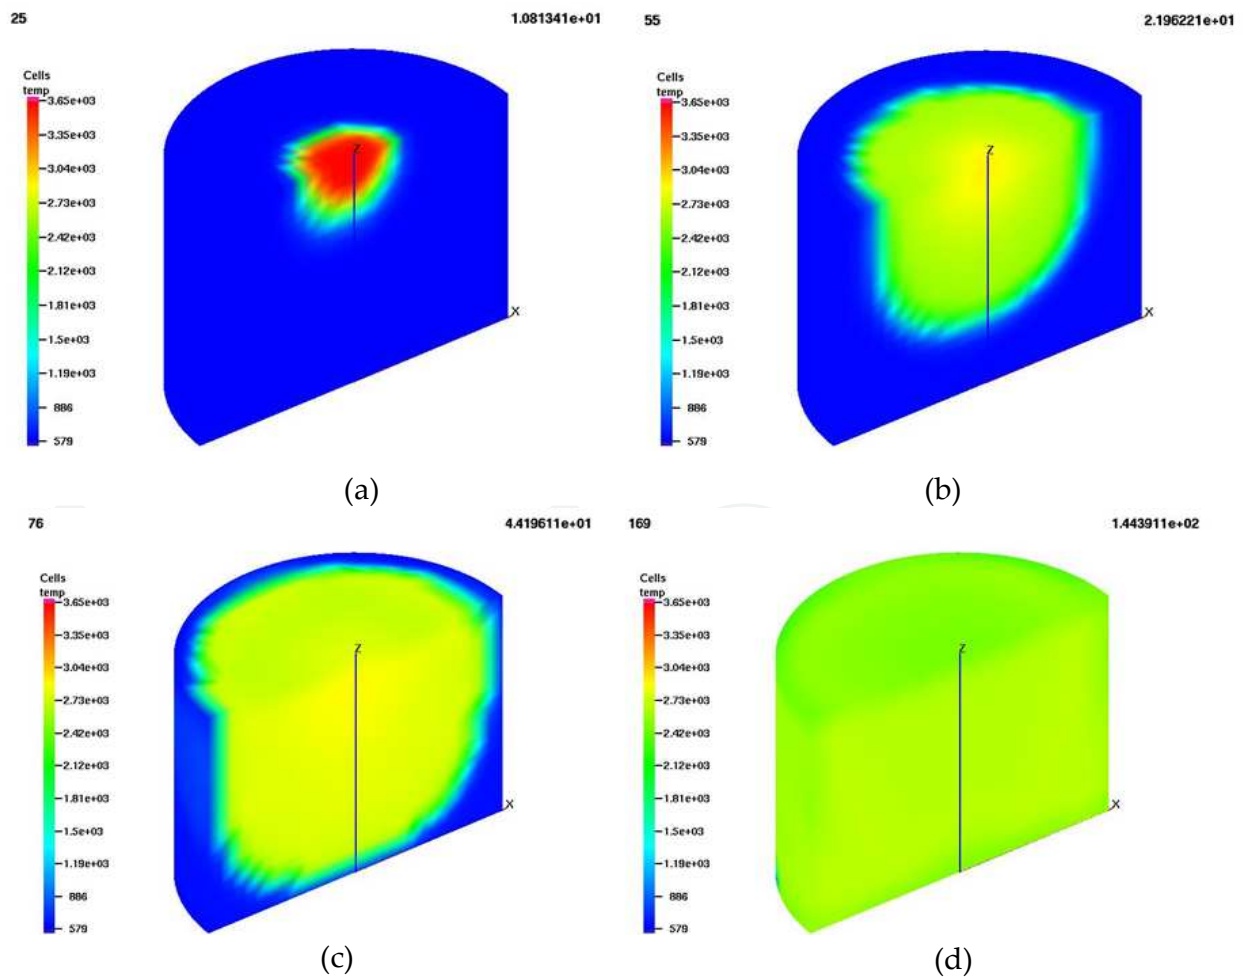 25 1.081341e+01
Cells
temp
3.65e+03
3.35e+03
3.04e+03
2.73e+03
2.42e+03
2.12e+03
1.81e+03
1.5e+03
1.19e+03
886
579
Z
X
(a)
55 2.196221e+01
Cells
temp
3.65e+03
3.35e+03
3.04e+03
2.73e+03
2.42e+03
2.12e+03
1.81e+03
1.5e+03
1.19e+03
886
579
Z
X
(b)
76 4.419611e+01
Cells
temp
3.65e+03
3.35e+03
3.04e+03
2.73e+03
2.42e+03
2.12e+03
1.81e+03
1.5e+03
1.19e+03
886
579
Z
X
(c)
169 1.443911e+02
Cells
temp
3.65e+03
3.35e+03
3.04e+03
2.73e+03
2.42e+03
2.12e+03
1.81e+03
1.5e+03
1.19e+03
886
579
Z
X
(d)